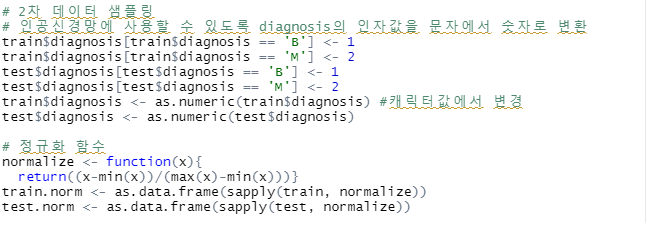 # 2차 데이터 샘플링
# 인공신경망에 사용할 수 있도록 diagnosis의 인자값을 문자에서 숫자로 변환
train$diagnosis[train$diagnosis == 'B'] <- 1
train$diagnosis[train$diagnosis == 'M'] <- 2
test$diagnosis[test$diagnosis == 'B'] <- 1
test$diagnosis[test$diagnosis == 'M'] <- 2
train$diagnosis <- as.numeric(train$diagnosis) #캐릭터값에서 변경
test$diagnosis <- as.numeric(test$diagnosis)
# 정규화 함수
normalize <- function(x){
return((x-min(x))/(max(x)-min(x)))}
train.norm <- as.data.frame(sapply(train, normalize))
test.norm <- as.data.frame(sapply(test, normalize))